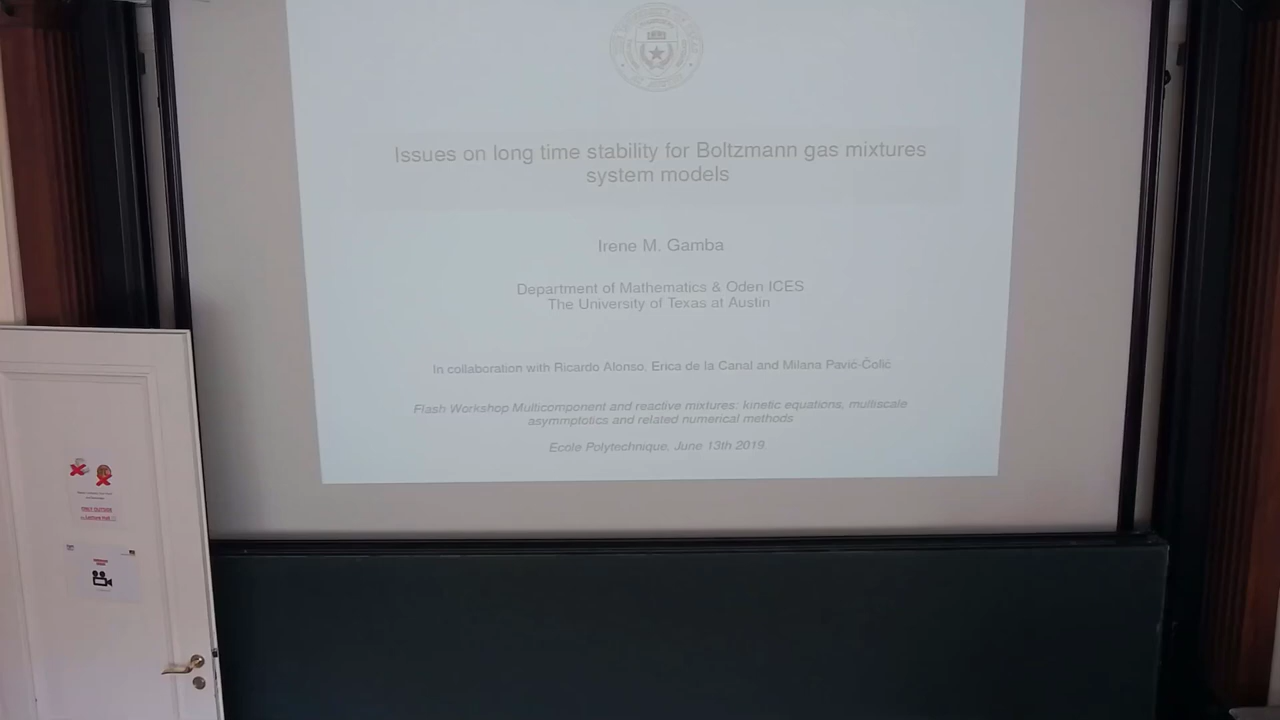 Issues on long time stability for Boltzmann gas mixtures
system models
Irene M. Gamba
Department of Mathematics & Oden ICES
The University of Texas at Austin
In collaboration with Ricardo Alonso, Erica de la Canal and Milana Pavić-Čolić
Flash Workshop Multicomponent and reactive mixtures: kinetic equations, multiscale
asymmptotics and related numerical methods
Ecole Polytechnique, June 13th 2019.
ONLY OUTSIDE